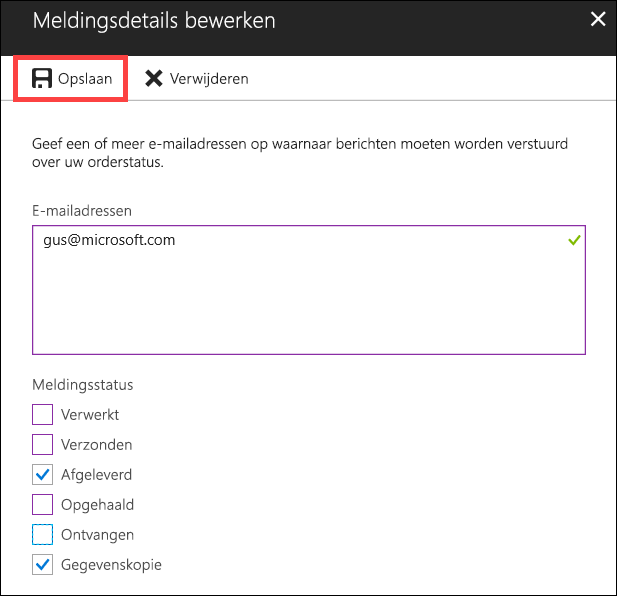 Meldingsdetails bewerken
Opslaan
Verwijderen
Geef een of meer e-mailadressen op waarnaar berichten moeten worden verstuurd
over uw orderstatus.
E-mailadressen
gus@microsoft.com
Meldingsstatus
Verwerkt
Verzonden
Afgeleverd
Opgehaald
Ontvangen
Gegevenskopie